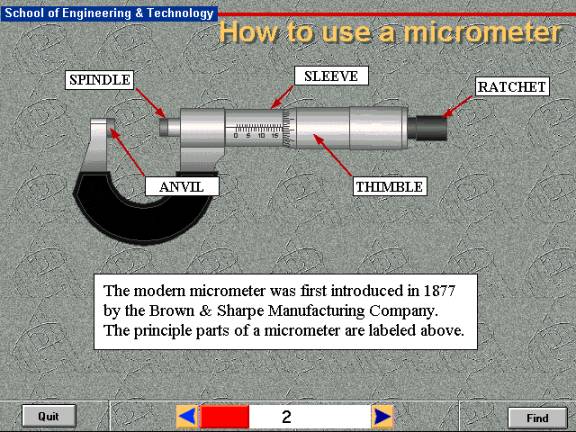 School of Engineering & Technology
How to use a micrometer
SPINDLE
SLEEVE
RATCHET
0 5 10 15
ANVIL
THIMBLE
The modern micrometer was first introduced in 1877
by the Brown & Sharpe Manufacturing Company.
The principle parts of a micrometer are labeled above.
Quit
2
Find